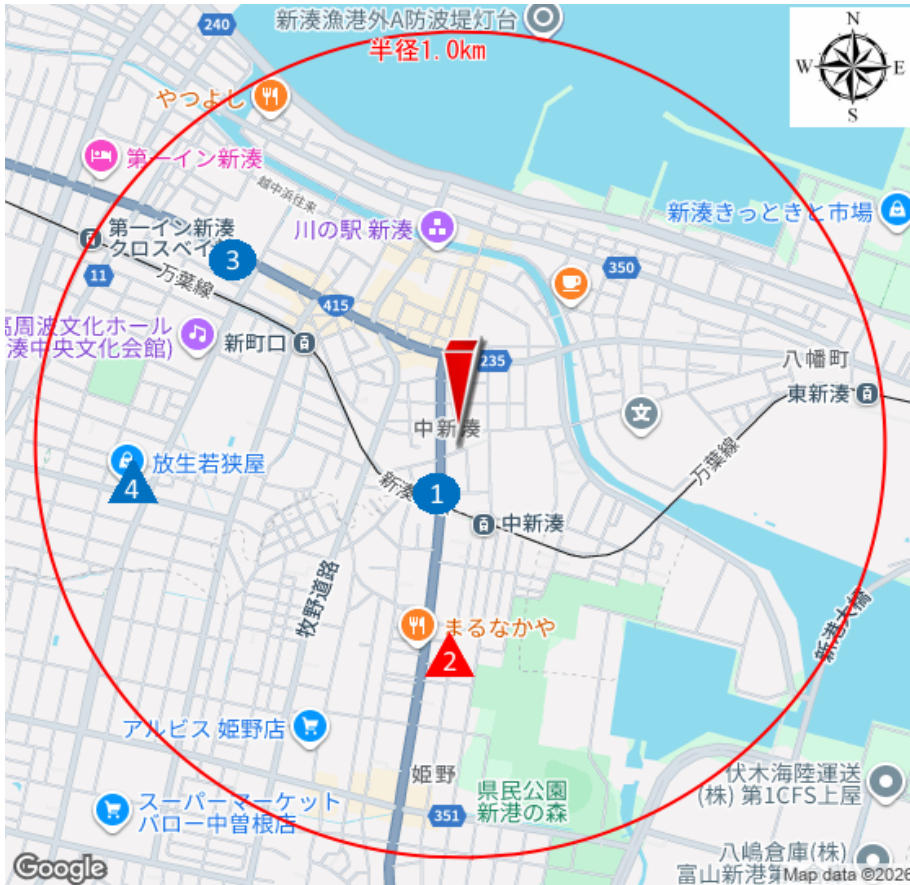 新湊漁港外A防波堤灯台
240
半径1.0km
N
W
E
S
やつよし
第一イン新湊
越中浜往来
新湊きっときと市場
川の駅 新湊
第一イン新湊
クロスベイ前
3
350
11
万葉線
415
高周波文化ホール
湊中央文化会館)
新町口
235
八幡町
東新湊
中新湊
放生若狭屋
4
新湊
1
万葉線
中新湊
牧野道路
新港大橋
まるなかや
2
アルビス 姫野店
姫野
県民公園
新港の森
伏木海陸運送
(株) 第1CFS上屋
スーパーマーケット
バロー中曽根店
351
八嶋倉庫(株)
富山新港第
Google
Map data ©2026